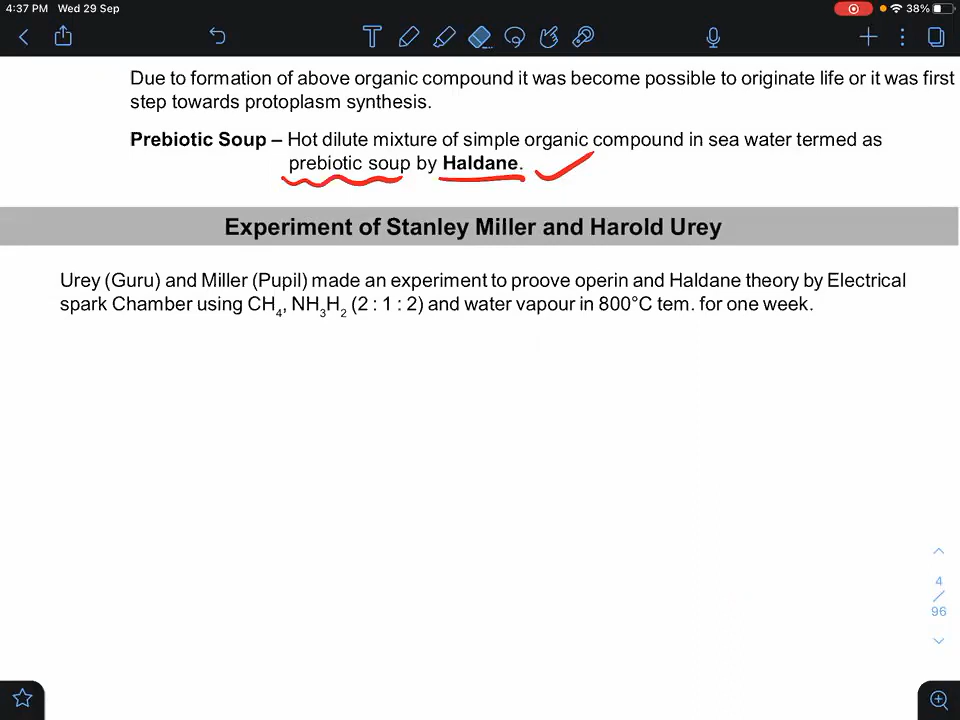 4:37 PM Wed 29 Sep
38%
Due to formation of above organic compound it was become possible to originate life or it was first
step towards protoplasm synthesis.
Prebiotic Soup – Hot dilute mixture of simple organic compound in sea water termed as
prebiotic soup by Haldane.
Experiment of Stanley Miller and Harold Urey
Urey (Guru) and Miller (Pupil) made an experiment to proove operin and Haldane theory by Electrical
spark Chamber using CH₄, NH₃H₂ (2 : 1 : 2) and water vapour in 800°C tem. for one week.
4
/
96